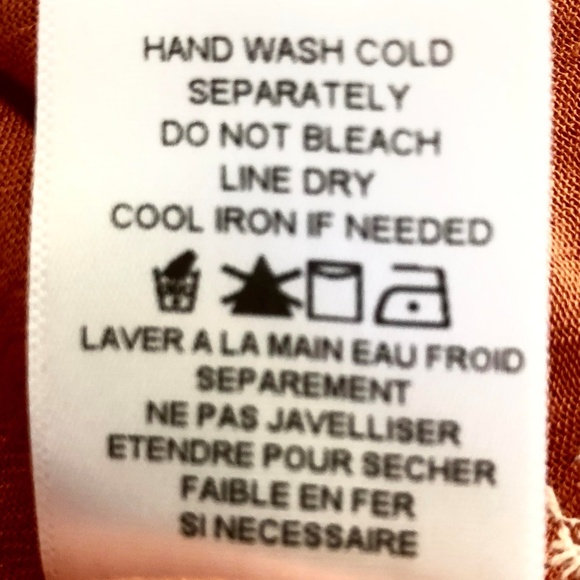 HAND WASH COLD
SEPARATELY
DO NOT BLEACH
LINE DRY
COOL IRON IF NEEDED
LAVER A LA MAIN EAU FROID
SEPAREMENT
NE PAS JAVELLISER
ETENDRE POUR SECHER
FAIBLE EN FER
SI NECESSAIRE